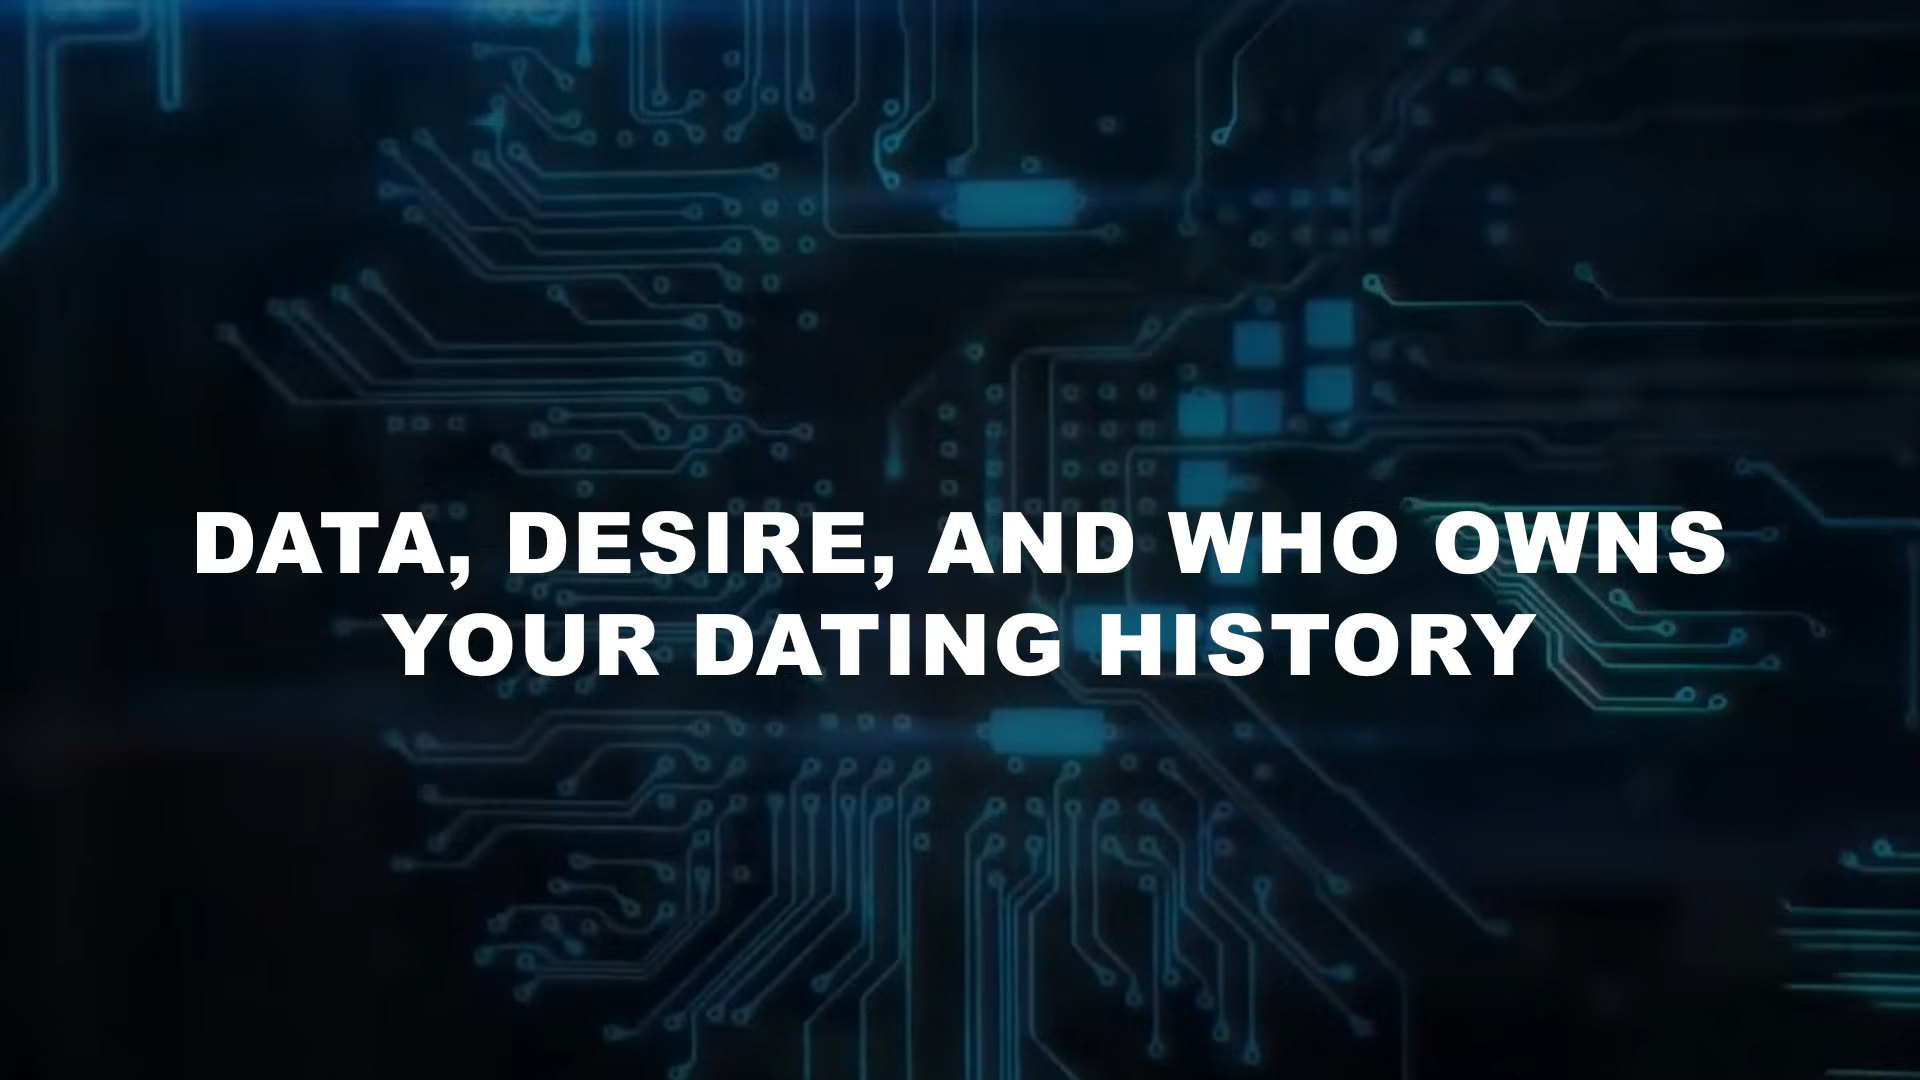 DATA, DESIRE, AND WHO OWNS
YOUR DATING HISTORY